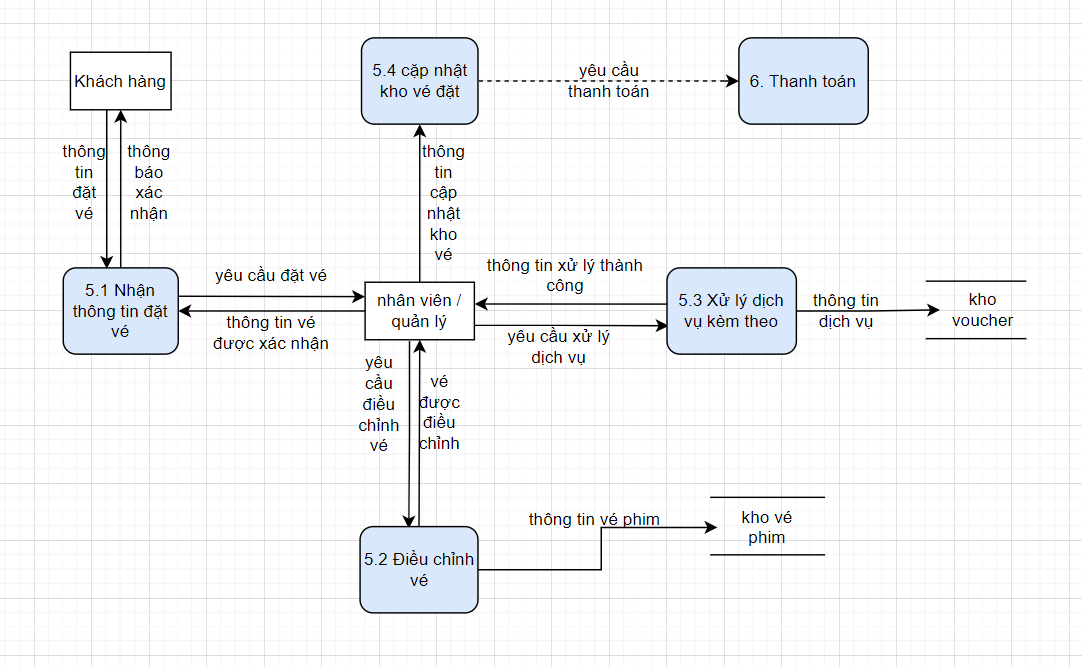 Khách hàng
5.4 cặp nhật
kho vé đặt
yêu cầu
thanh toán
6. Thanh toán
thông
tin
đặt
vé
thông
báo
xác
nhận
thông
tin
cập
nhật
kho
vé
5.1 Nhận
thông tin đặt
vé
yêu cầu đặt vé
thông tin vé
được xác nhận
nhân viên /
quản lý
thông tin xử lý thành
công
yêu cầu xử lý
dịch vụ
5.3 Xử lý dịch
vụ kèm theo
thông tin
dịch vụ
kho
voucher
yêu
cầu
điều
chỉnh
vé
vé
được
điều
chỉnh
5.2 Điều chỉnh
vé
thông tin vé phim
kho vé
phim